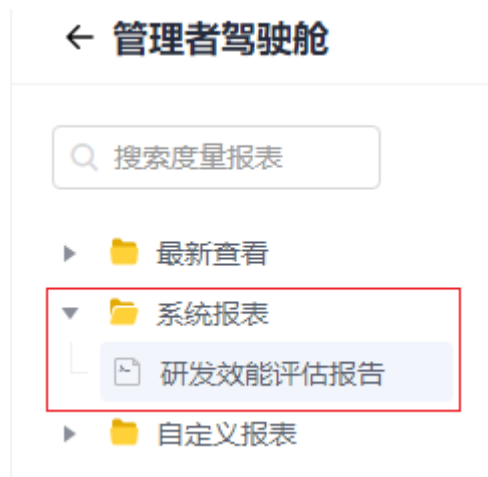 管理者驾驶舱
搜索度量报表
最新查看
系统报表
研发效能评估报告
自定义报表